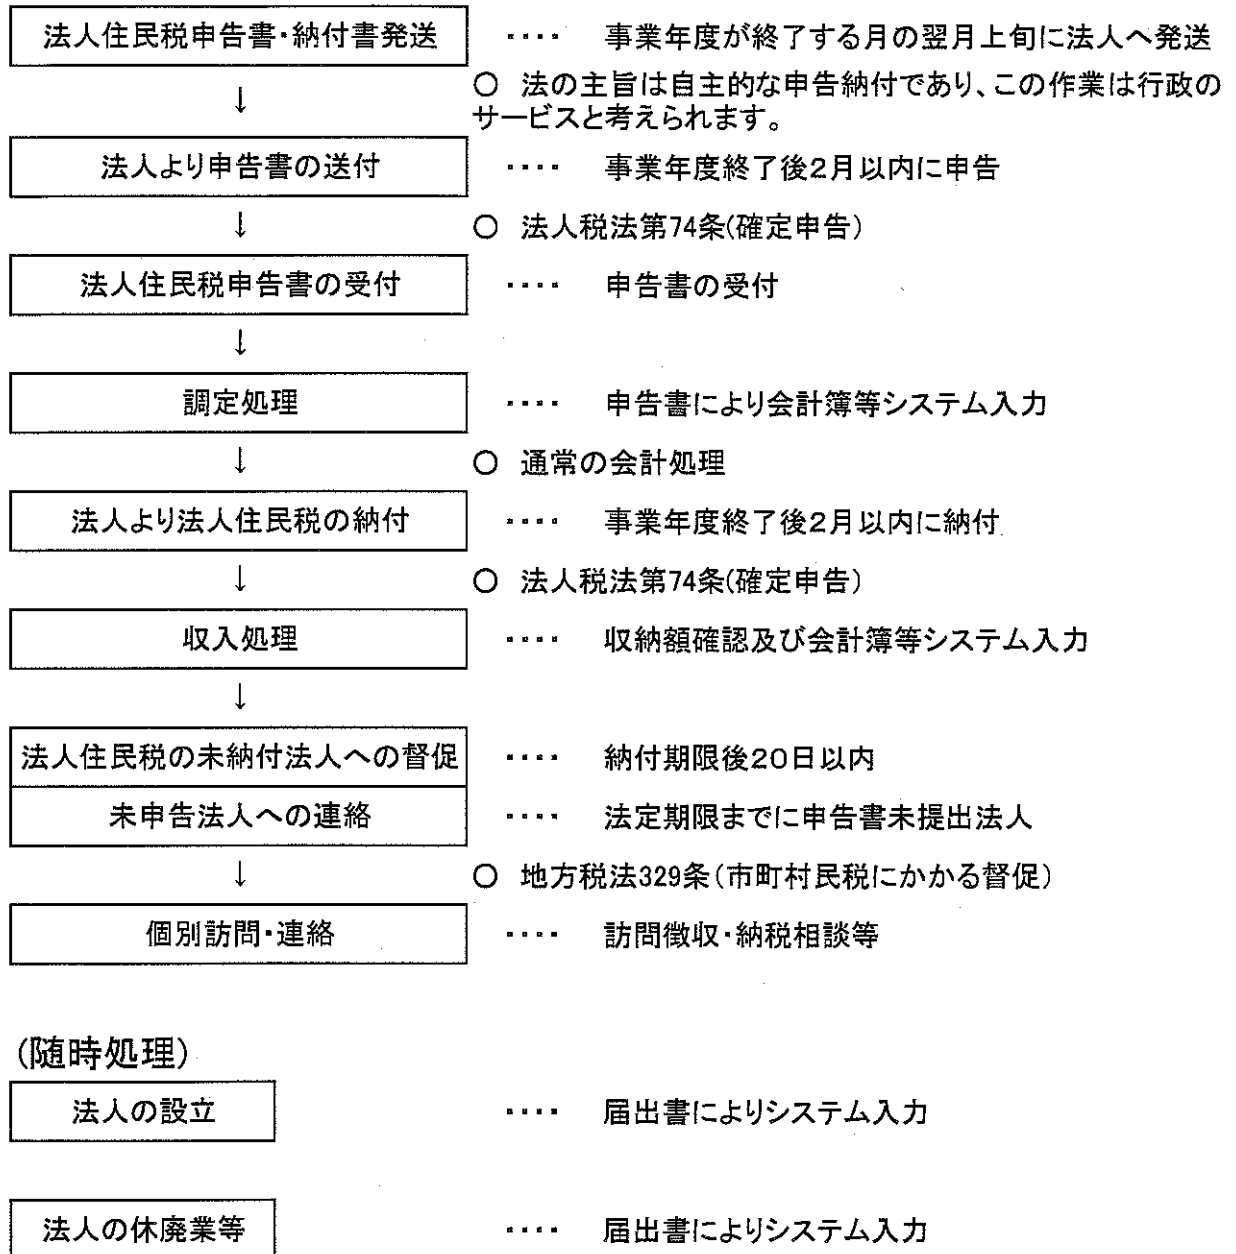 法人住民税申告書・納付書発送 ‥‥ 事業年度が終了する月の翌月上旬に法人へ発送
↓ ○ 法の主旨は自主的な申告納付であり、この作業は行政の
サービスと考えられます。
法人より申告書の送付 ‥‥ 事業年度終了後2月以内に申告
↓ ○ 法人税法第74条(確定申告)
法人住民税申告書の受付 ‥‥ 申告書の受付
↓
調定処理 ‥‥ 申告書により会計簿等システム入力
↓ ○ 通常の会計処理
法人より法人住民税の納付 ‥‥ 事業年度終了後2月以内に納付
↓ ○ 法人税法第74条(確定申告)
収入処理 ‥‥ 収納額確認及び会計簿等システム入力
↓
法人住民税の未納付法人への督促 ‥‥ 納付期限後20日以内
未申告法人への連絡 ‥‥ 法定期限までに申告書未提出法人
↓ ○ 地方税法329条(市町村民税にかかる督促)
個別訪問・連絡 ‥‥ 訪問徴収・納税相談等
(随時処理)
法人の設立 ‥‥ 届出書によりシステム入力
法人の休廃業等 ‥‥ 届出書によりシステム入力